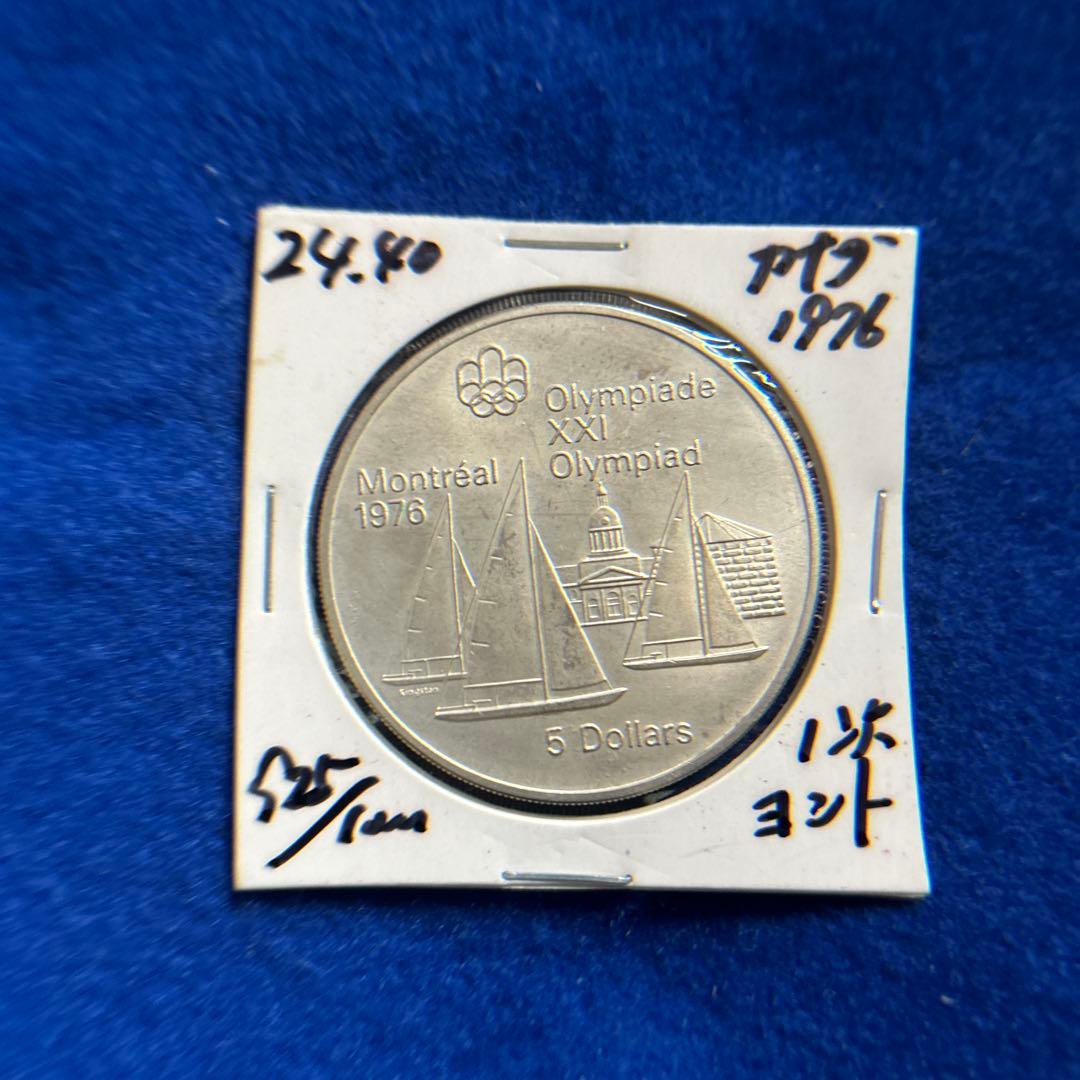 24.40
カナダ
1976
Olympiade
XXI
Olympiad
Montréal
1976
Kingston
5 Dollars
925/1000
1次
ヨット